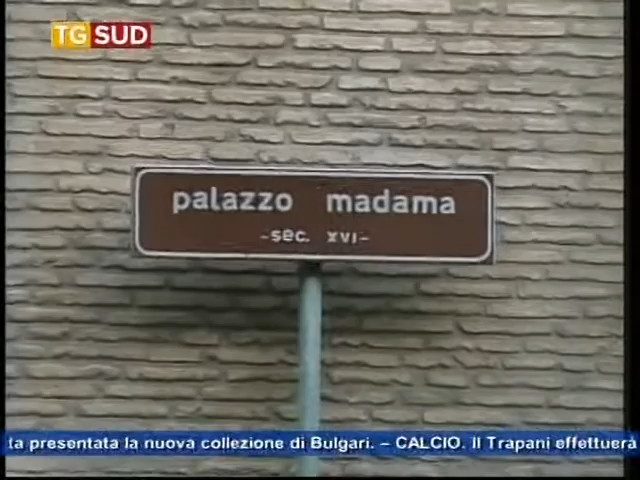 TG SUD
palazzo madama
-sec. XVI-
ta presentata la nuova collezione di Bulgari. – CALCIO. Il Trapani effettuerà